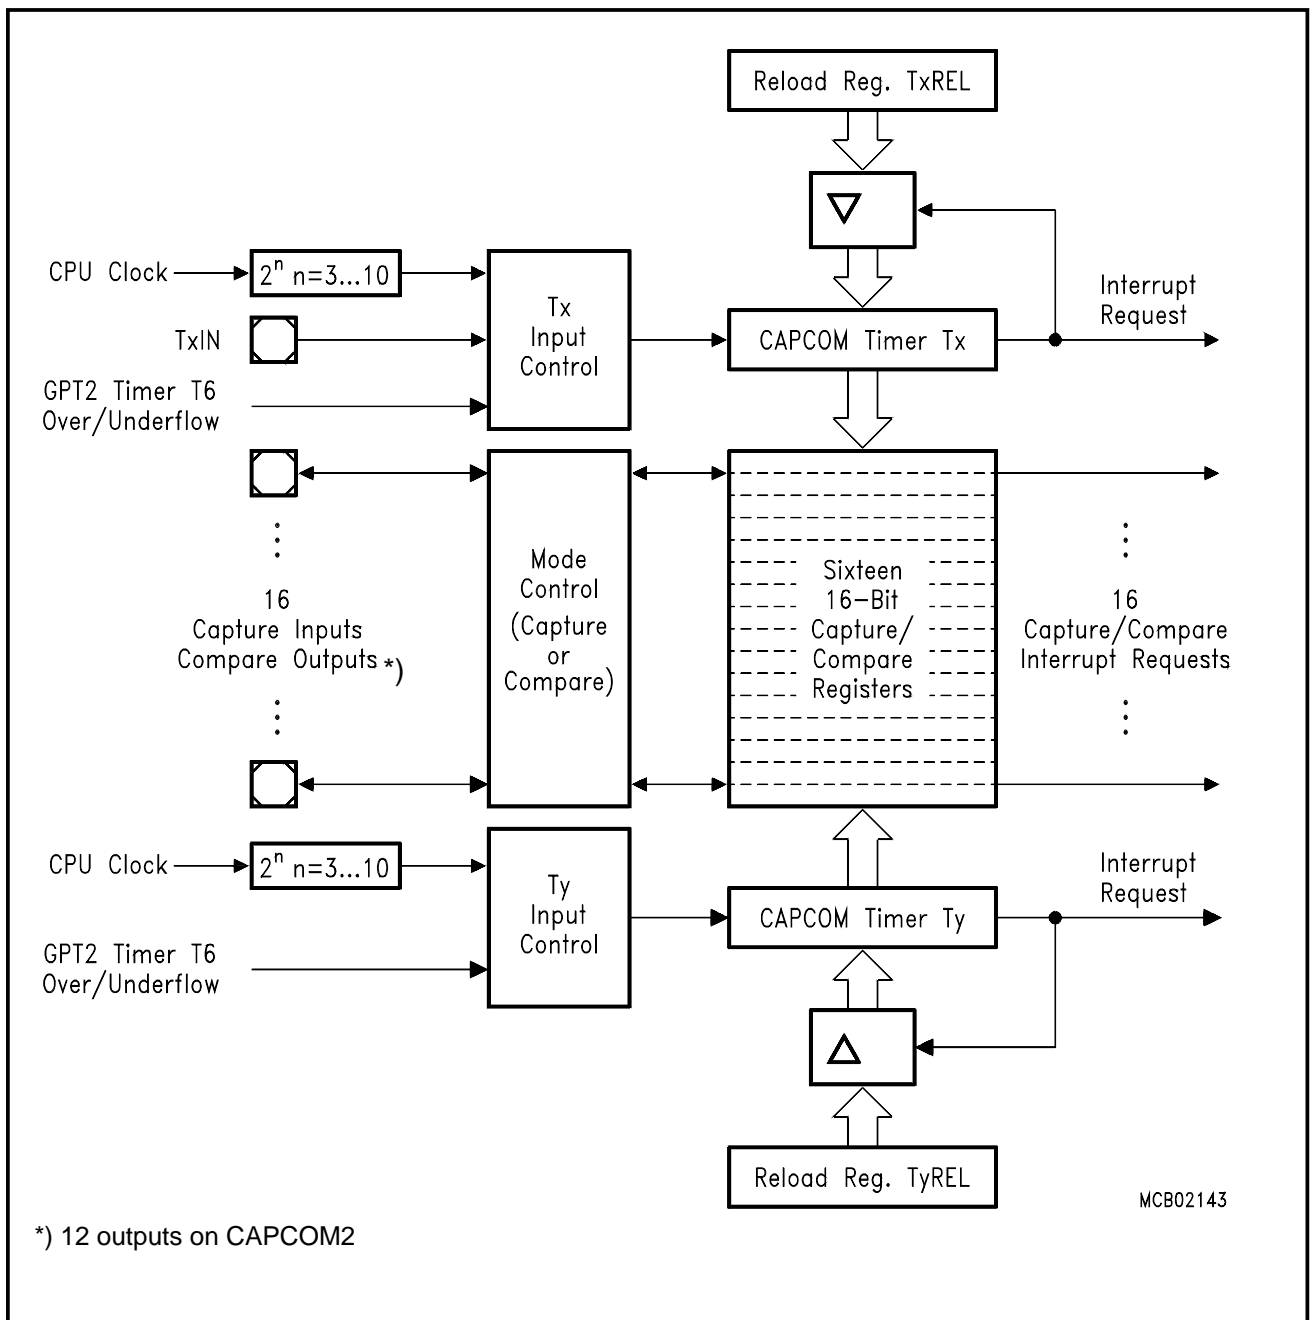 Reload Reg. TxREL
CPU Clock
2ⁿ n=3...10
Tx
Input
Control
TxIN
GPT2 Timer T6
Over/Underflow
CAPCOM Timer Tx
Interrupt
Request
16
Capture Inputs
Compare Outputs *)
Mode
Control
(Capture
or
Compare)
Sixteen
16-Bit
Capture/
Compare
Registers
16
Capture/Compare
Interrupt Requests
CPU Clock
2ⁿ n=3...10
Ty
Input
Control
GPT2 Timer T6
Over/Underflow
CAPCOM Timer Ty
Interrupt
Request
Reload Reg. TyREL
MCB02143
*) 12 outputs on CAPCOM2